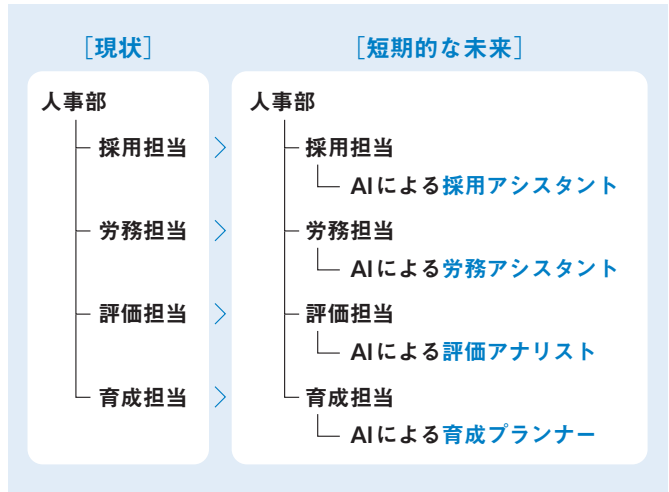 [現状]
人事部
採用担当
労務担当
評価担当
育成担当
[短期的な未来]
人事部
採用担当
AIによる採用アシスタント
労務担当
AIによる労務アシスタント
評価担当
AIによる評価アナリスト
育成担当
AIによる育成プランナー